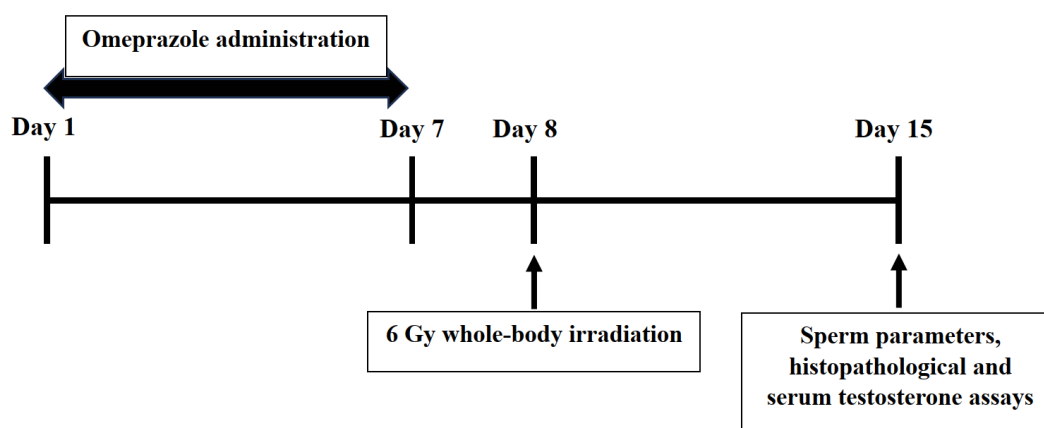 Omeprazole administration
Day 1
Day 7
Day 8
Day 15
6 Gy whole-body irradiation
Sperm parameters,
histopathological and
serum testosterone assays